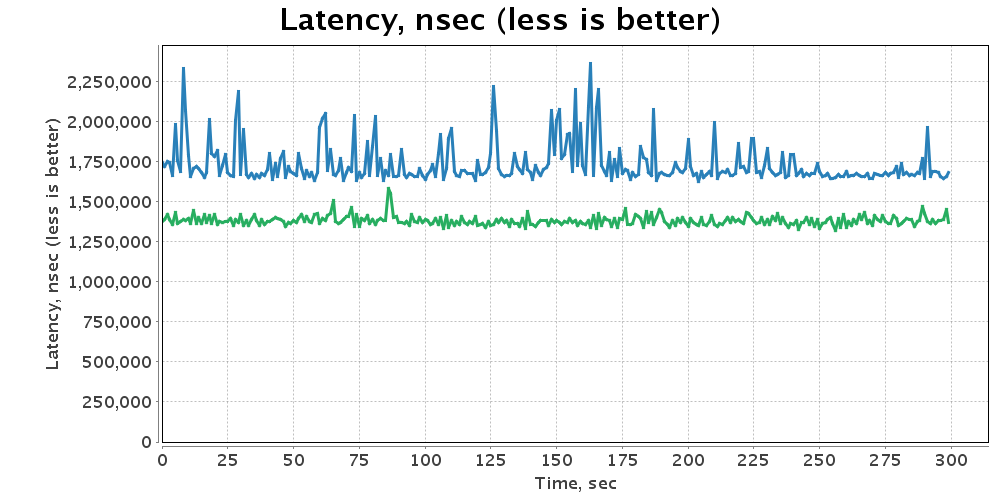 Latency, nsec (less is better)
Latency, nsec (less is better)
2,250,000
2,000,000
1,750,000
1,500,000
1,250,000
1,000,000
750,000
500,000
250,000
0
0 25 50 75 100 125 150 175 200 225 250 275 300
Time, sec